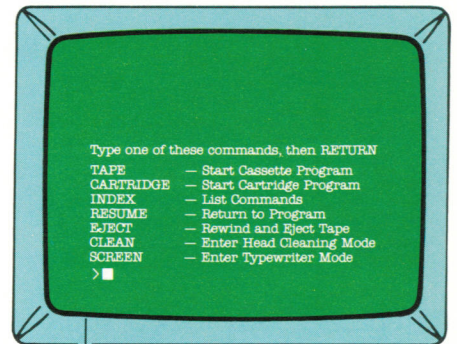 Type one of these commands, then RETURN
TAPE — Start Cassette Program
CARTRIDGE — Start Cartridge Program
INDEX — List Commands
RESUME — Return to Program
EJECT — Rewind and Eject Tape
CLEAN — Enter Head Cleaning Mode
SCREEN — Enter Typewriter Mode
>